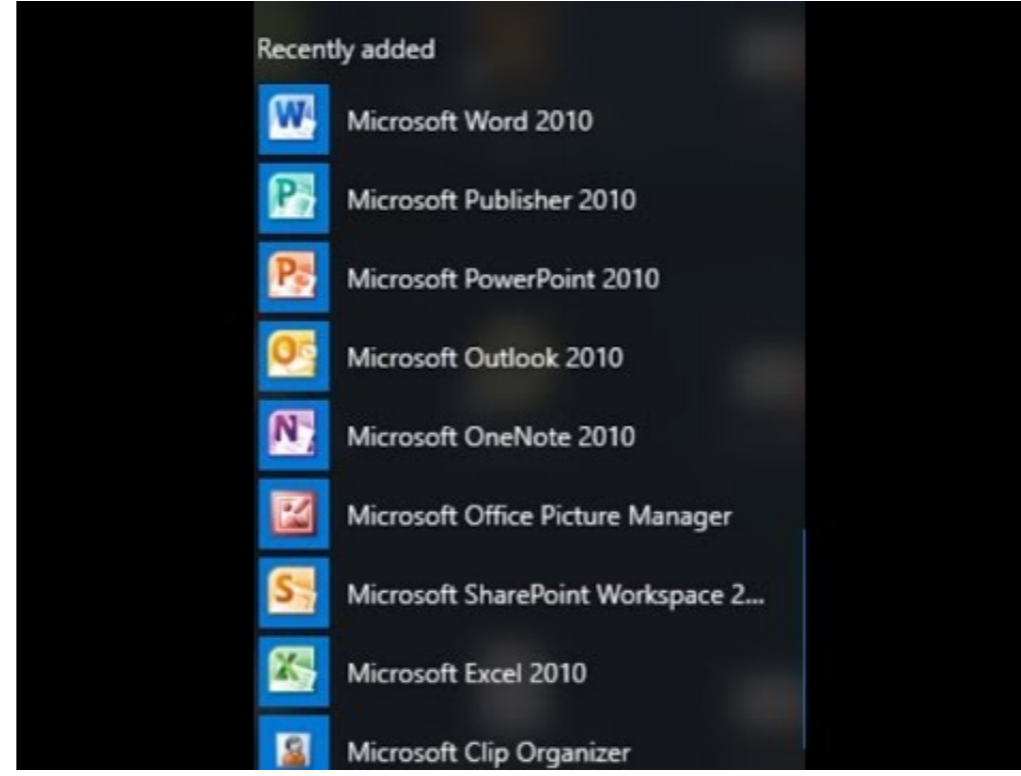 Recently added
Microsoft Word 2010
Microsoft Publisher 2010
Microsoft PowerPoint 2010
Microsoft Outlook 2010
Microsoft OneNote 2010
Microsoft Office Picture Manager
Microsoft SharePoint Workspace 2...
Microsoft Excel 2010
Microsoft Clip Organizer